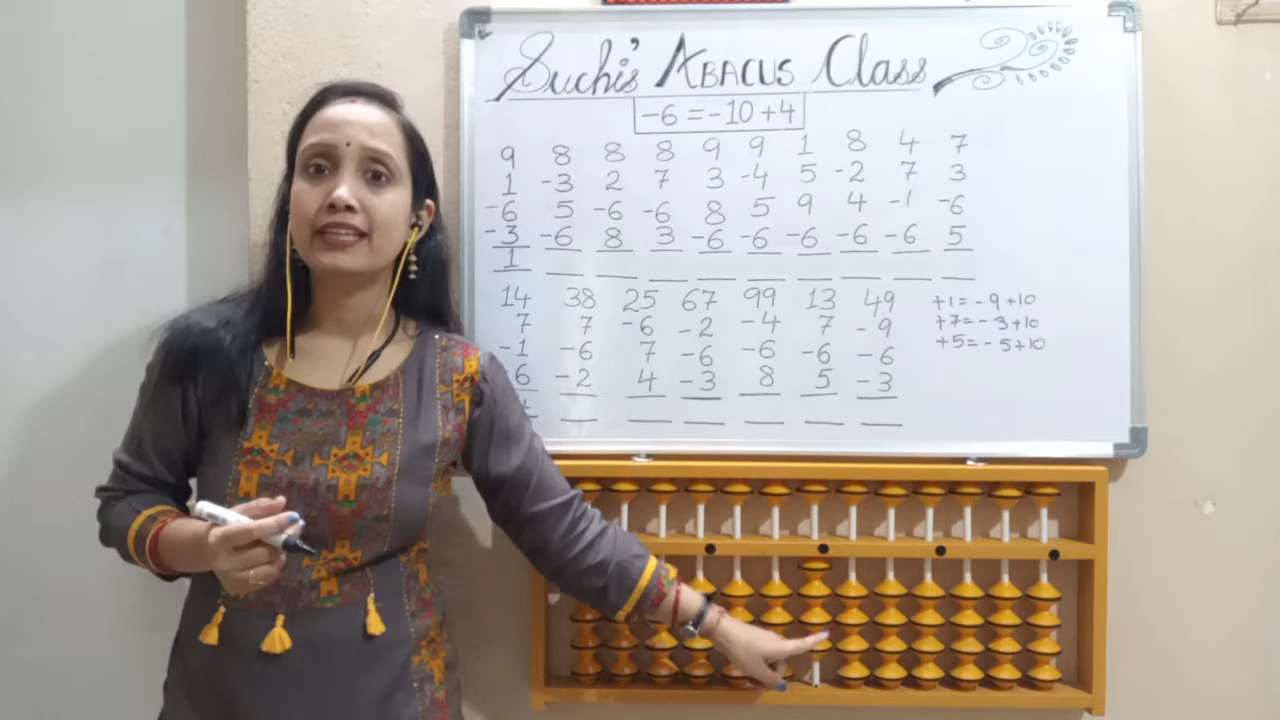 Suchi's ABACUS Class
-6 = -10 + 4
9 8 8 8 9 9 1 8 4 7
1 -3 2 7 3 -4 5 -2 7 3
-6 5 -6 -6 8 5 9 4 -1 -6
-3 -6 8 3 -6 -6 -6 -6 -6 5
1
14 38 25 67 99 13 49 +1 = -9 +10
7 7 -6 -2 -4 7 -9 +7 = -3 +10
-1 -6 7 -6 -6 -6 -6 +5 = -5 +10
6 -2 4 -3 8 5 -3